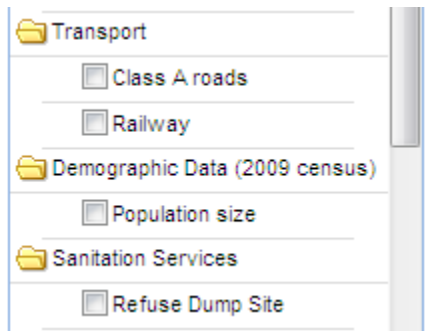 Transport
Class A roads
Railway
Demographic Data (2009 census)
Population size
Sanitation Services
Refuse Dump Site